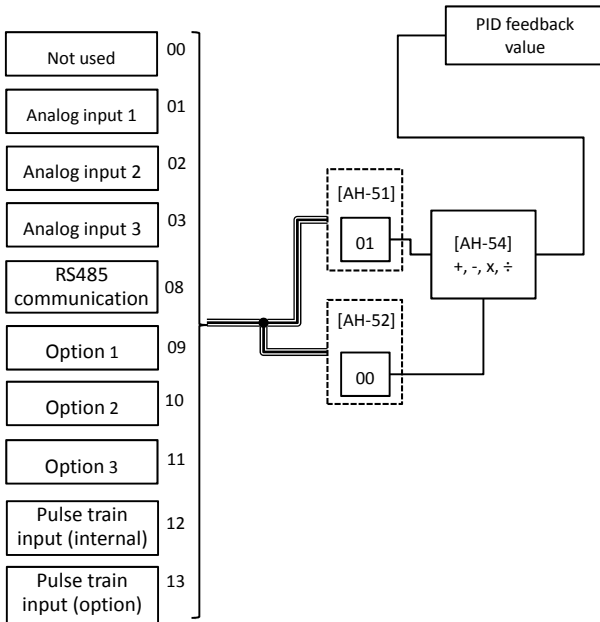 Not used
00
Analog input 1
01
Analog input 2
02
Analog input 3
03
RS485
communication
08
Option 1
09
Option 2
10
Option 3
11
Pulse train
input (internal)
12
Pulse train
input (option)
13
[AH-51]
01
[AH-52]
00
[AH-54]
+, -, x, ÷
PID feedback
value